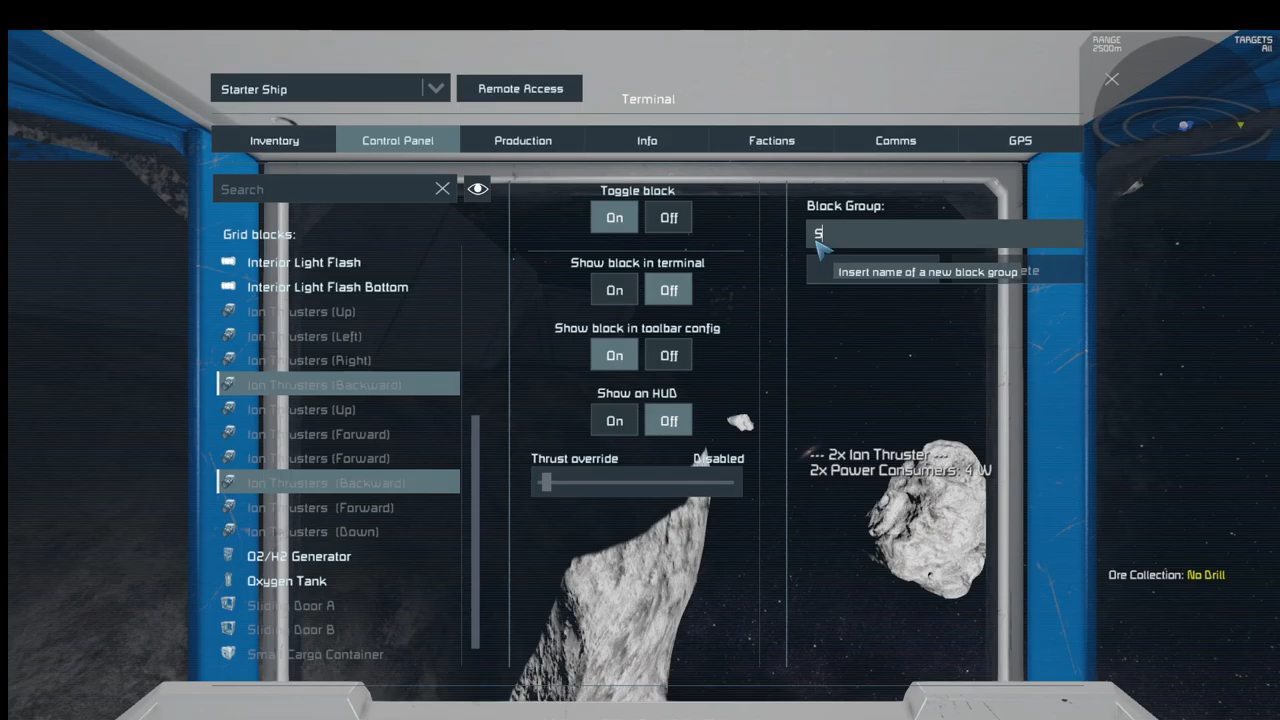 RANGE
2500m
TARGETS
All
Starter Ship
Remote Access
Terminal
Inventory
Control Panel
Production
Info
Factions
Comms
GPS
Search
Grid blocks:
Interior Light Flash
Interior Light Flash Bottom
Ion Thrusters (Up)
Ion Thrusters (Left)
Ion Thrusters (Right)
Ion Thrusters (Backward)
Ion Thrusters (Up)
Ion Thrusters (Forward)
Ion Thrusters (Forward)
Ion Thrusters (Backward)
Ion Thrusters (Forward)
Ion Thrusters (Down)
O2/H2 Generator
Oxygen Tank
Sliding Door A
Sliding Door B
Small Cargo Container
Toggle block
On Off
Show block in terminal
On Off
Show block in toolbar config
On Off
Show on HUD
On Off
Thrust override Disabled
Block Group:
S
Insert name of a new block group
ete
--- 2x Ion Thruster ---
2x Power Consumers: 4 W
Ore Collection: No Drill